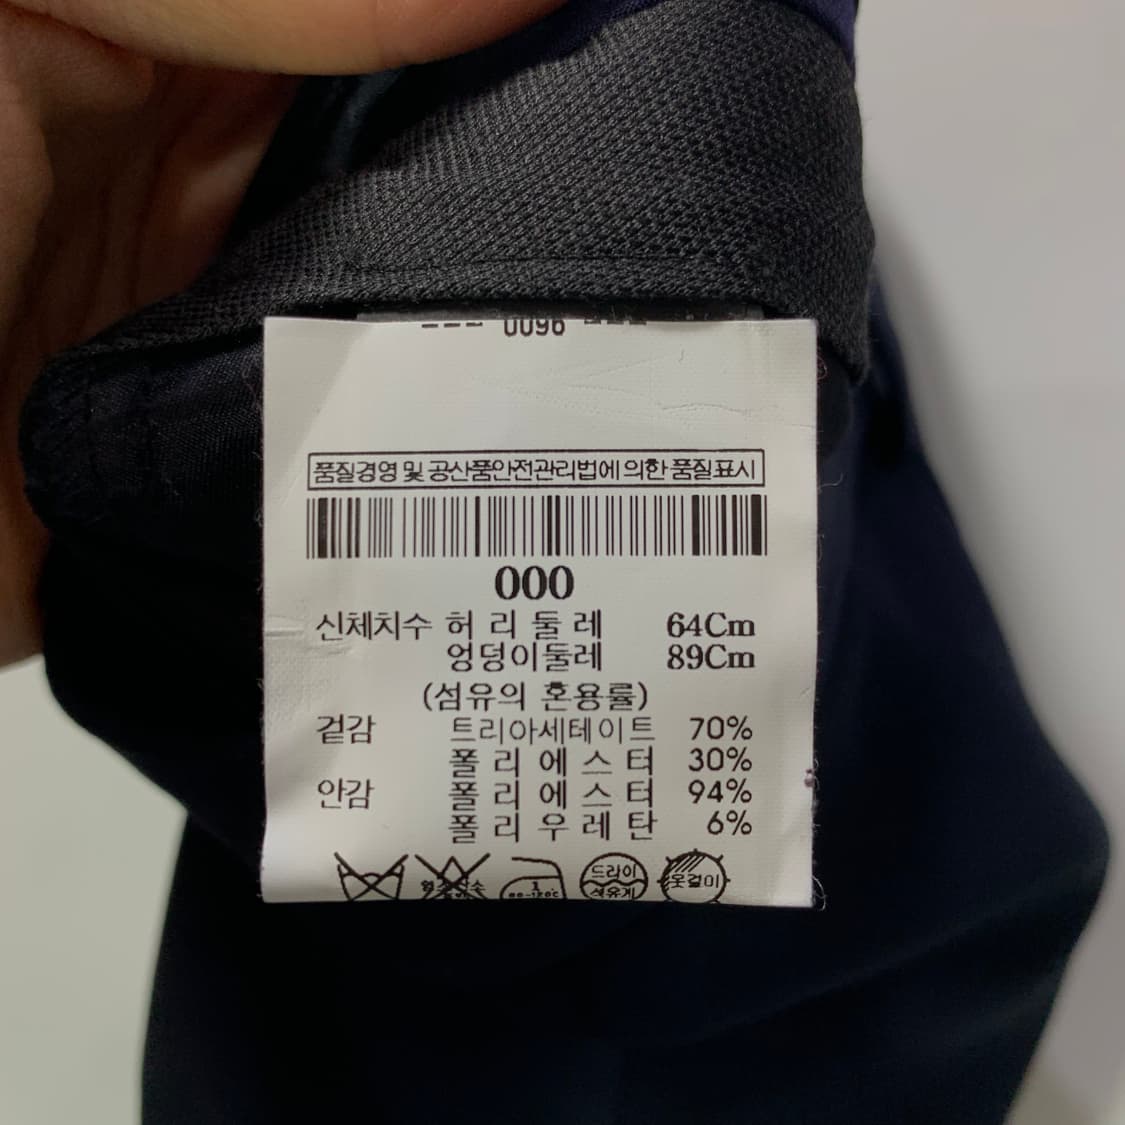 --- 0096 ---
품질경영 및 공산품안전관리법에 의한 품질표시
000
신체치수 허리둘레 64Cm
엉덩이둘레 89Cm
(섬유의 혼용률)
겉감 트리아세테이트 70%
폴리에스터 30%
안감 폴리에스터 94%
폴리우레탄 6%
드라이 옷걸이
석유계